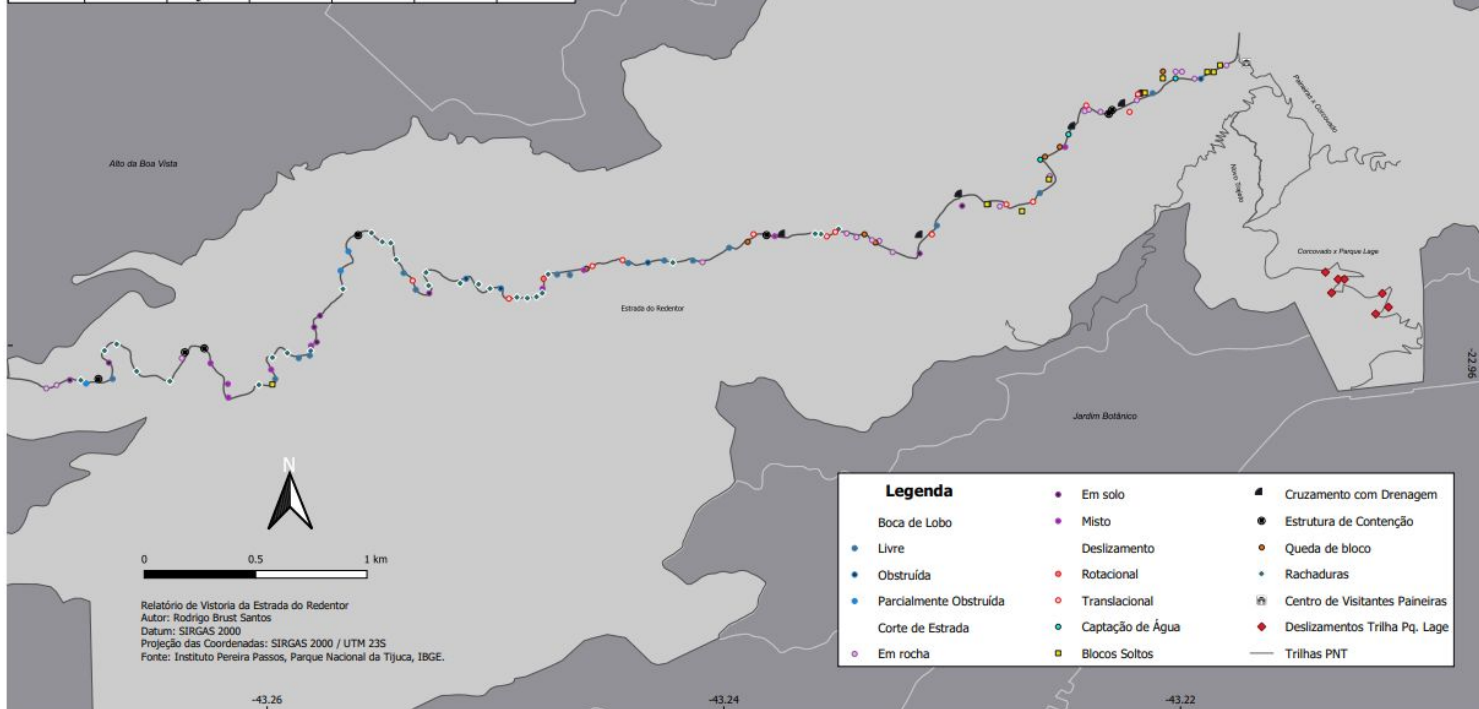 Alto da Boa Vista
Paineiras x Corcovado
Novo Trajeto
Corcovado x Parque Lage
Estrada do Redentor
-22.96
Jardim Botânico
N
0 0.5 1 km
Relatório de Vistoria da Estrada do Redentor
Autor: Rodrigo Brust Santos
Datum: SIRGAS 2000
Projeção das Coordenadas: SIRGAS 2000 / UTM 23S
Fonte: Instituto Pereira Passos, Parque Nacional da Tijuca, IBGE.
Legenda
Boca de Lobo
Livre
Obstruída
Parcialmente Obstruída
Corte de Estrada
Em rocha
Em solo
Misto
Deslizamento
Rotacional
Translacional
Captação de Água
Blocos Soltos
Cruzamento com Drenagem
Estrutura de Contenção
Queda de bloco
Rachaduras
Centro de Visitantes Paineiras
Deslizamentos Trilha Pq. Lage
Trilhas PNT
-43.26
-43.24
-43.22